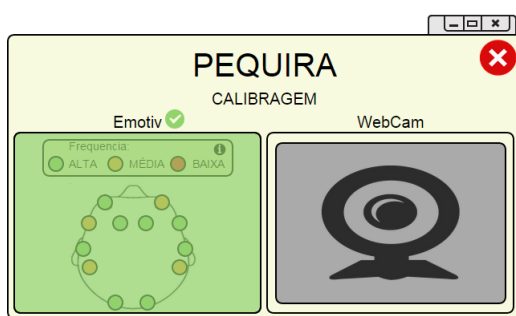 PEQUIRA
CALIBRAGEM
Emotiv
WebCam
Frequencia:
ALTA MÉDIA BAIXA